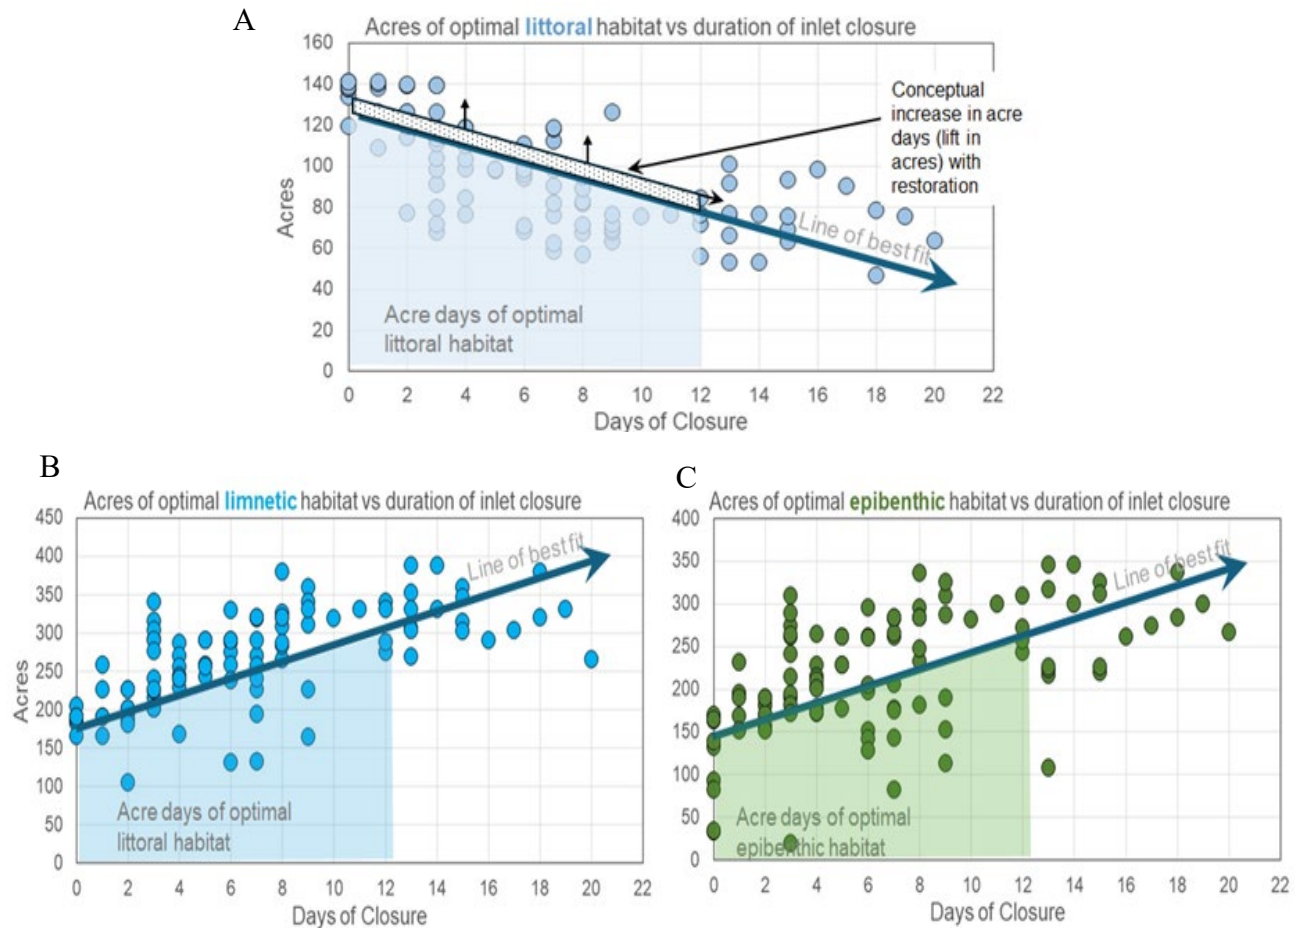 A
Acres of optimal littoral habitat vs duration of inlet closure
160
140
120
100
80
60
40
20
0
Acres
Conceptual
increase in acre
days (lift in
acres) with
restoration
Line of best fit
Acre days of optimal
littoral habitat
0 2 4 6 8 10 12 14 16 18 20 22
Days of Closure
B
Acres of optimal limnetic habitat vs duration of inlet closure
450
400
350
300
250
200
150
100
50
0
Acres
Line of best fit
Acre days of optimal
littoral habitat
0 2 4 6 8 10 12 14 16 18 20 22
Days of Closure
C
Acres of optimal epibenthic habitat vs duration of inlet closure
400
350
300
250
200
150
100
50
0
Line of best fit
Acre days of optimal
epibenthic habitat
0 2 4 6 8 10 12 14 16 18 20 22
Days of Closure